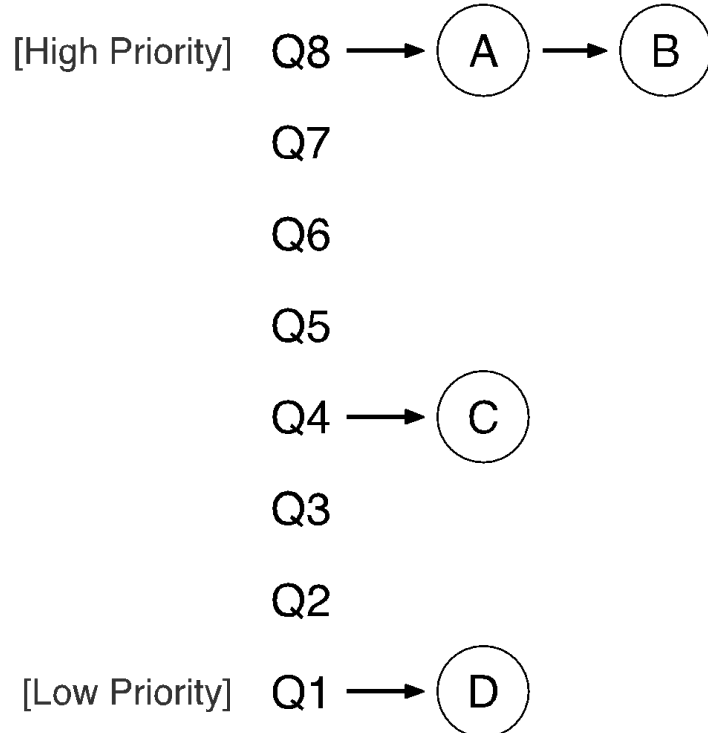 [High Priority] Q8 A B
Q7
Q6
Q5
Q4 C
Q3
Q2
[Low Priority] Q1 D